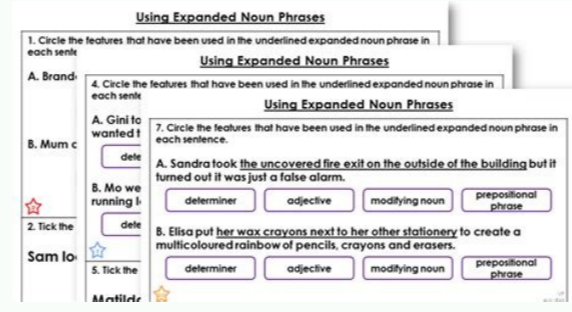 Using Expanded Noun Phrases
1. Circle the features that have been used in the underlined expanded noun phrase in
each sente
A. Brand
B. Mum c
2. Tick the
Sam lo
Using Expanded Noun Phrases
4. Circle the features that have been used in the underlined expanded noun phrase in
each sente
A. Gini to
wanted t
dete
B. Mo we
running l
dete
5. Tick the
Matild
Using Expanded Noun Phrases
7. Circle the features that have been used in the underlined expanded noun phrase in
each sentence.
A. Sandra took the uncovered fire exit on the outside of the building but it
turned out it was just a false alarm.
determiner adjective modifying noun prepositional
phrase
B. Elisa put her wax crayons next to her other stationery to create a
multicoloured rainbow of pencils, crayons and erasers.
determiner adjective modifying noun prepositional
phrase